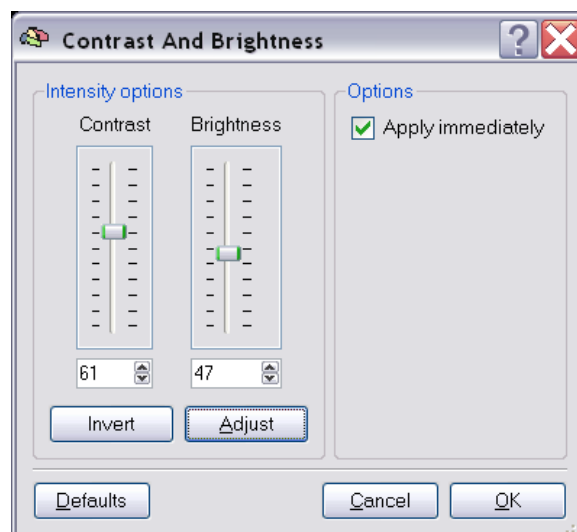 Contrast And Brightness
Intensity options
Options
Contrast Brightness
Apply immediately
61 47
Invert Adjust
Defaults Cancel OK